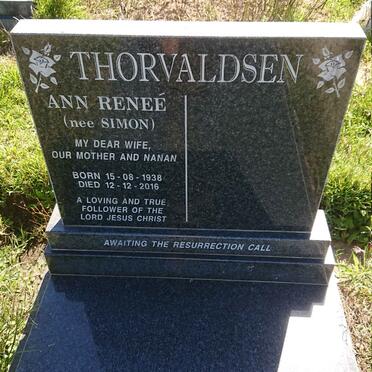 THORVALDSEN
ANN RENEÉ
(nee SIMON)
MY DEAR WIFE,
OUR MOTHER AND NANAN
BORN 15-08-1938
DIED 12-12-2016
A LOVING AND TRUE
FOLLOWER OF THE
LORD JESUS CHRIST
AWAITING THE RESURRECTION CALL